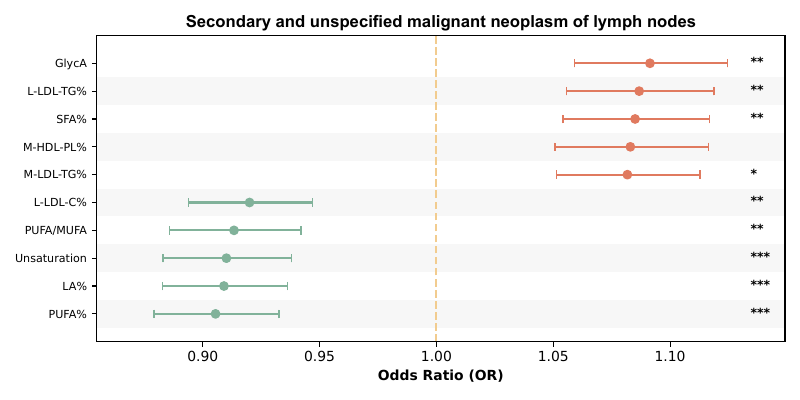 Secondary and unspecified malignant neoplasm of lymph nodes
GlycA **
L-LDL-TG% **
SFA% **
M-HDL-PL%
M-LDL-TG% *
L-LDL-C% **
PUFA/MUFA **
Unsaturation ***
LA% ***
PUFA% ***
0.90 0.95 1.00 1.05 1.10
Odds Ratio (OR)